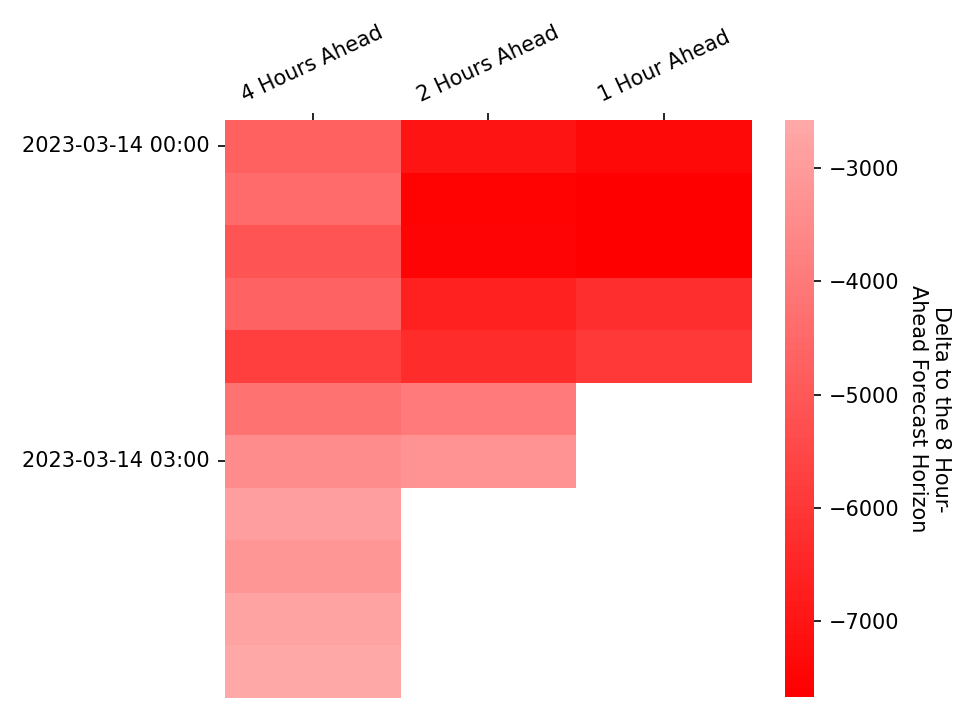 4 Hours Ahead
2 Hours Ahead
1 Hour Ahead
2023-03-14 00:00
2023-03-14 03:00
−3000
−4000
−5000
−6000
−7000
Delta to the 8 Hour-
Ahead Forecast Horizon